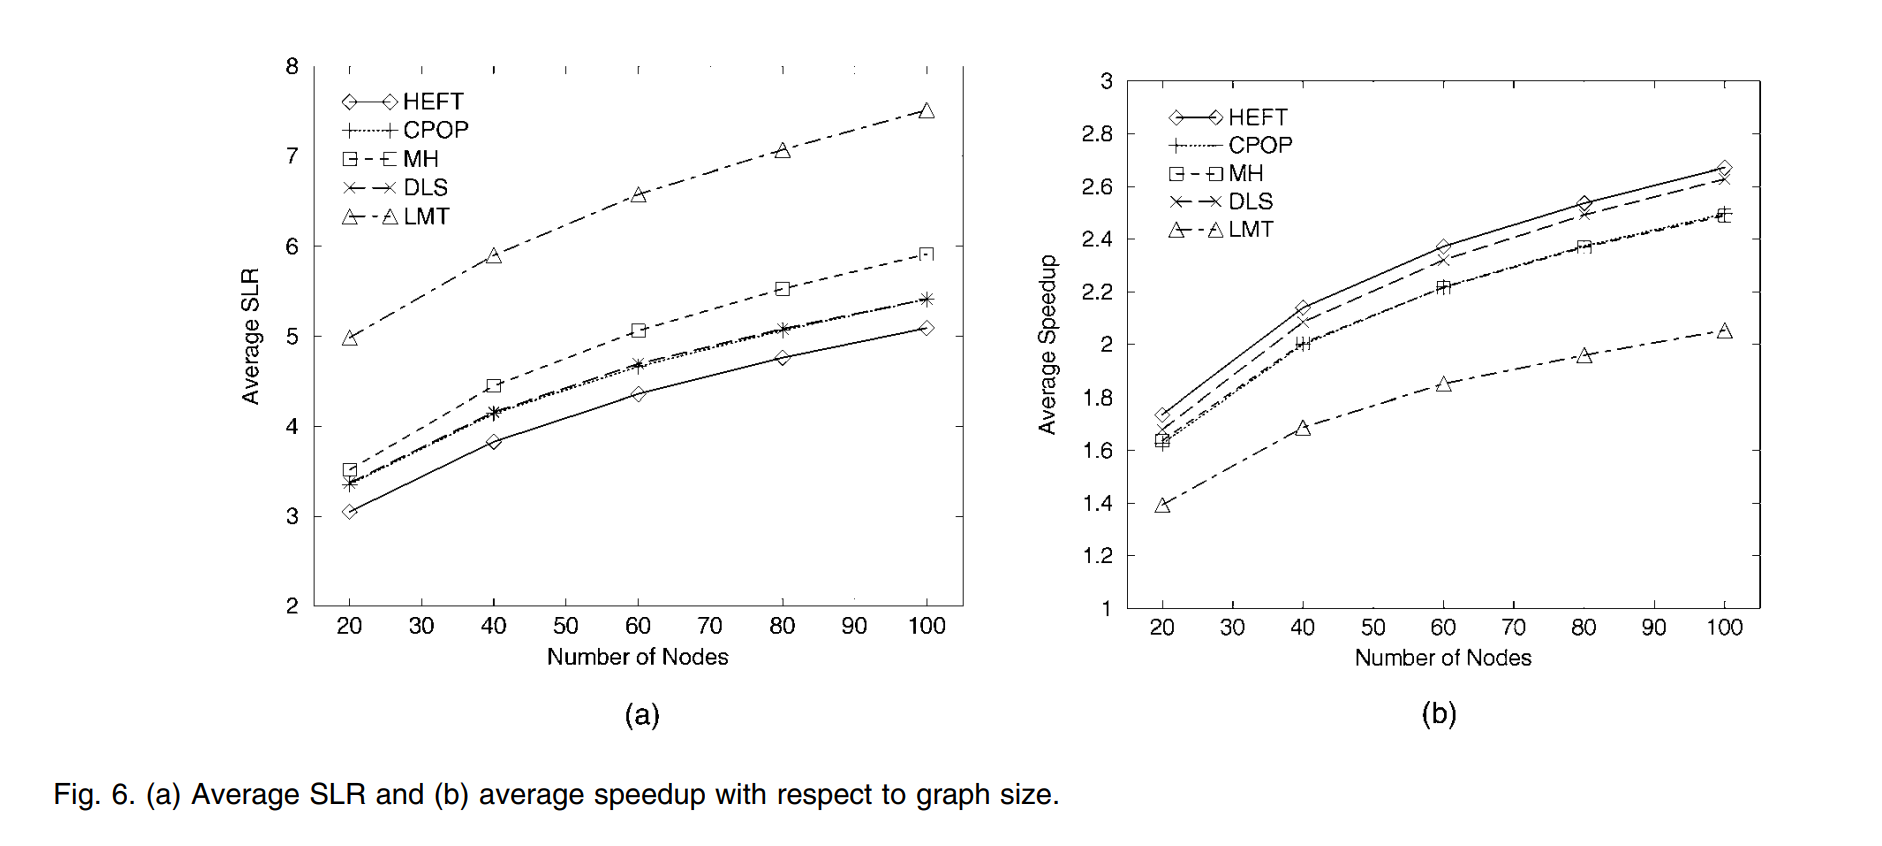 8
7
6
5
4
3
2
Average SLR
HEFT
CPOP
MH
DLS
LMT
20 30 40 50 60 70 80 90 100
Number of Nodes
(a)
3
2.8
2.6
2.4
2.2
2
1.8
1.6
1.4
1.2
1
Average Speedup
HEFT
CPOP
MH
DLS
LMT
20 30 40 50 60 70 80 90 100
Number of Nodes
(b)
Fig. 6. (a) Average SLR and (b) average speedup with respect to graph size.